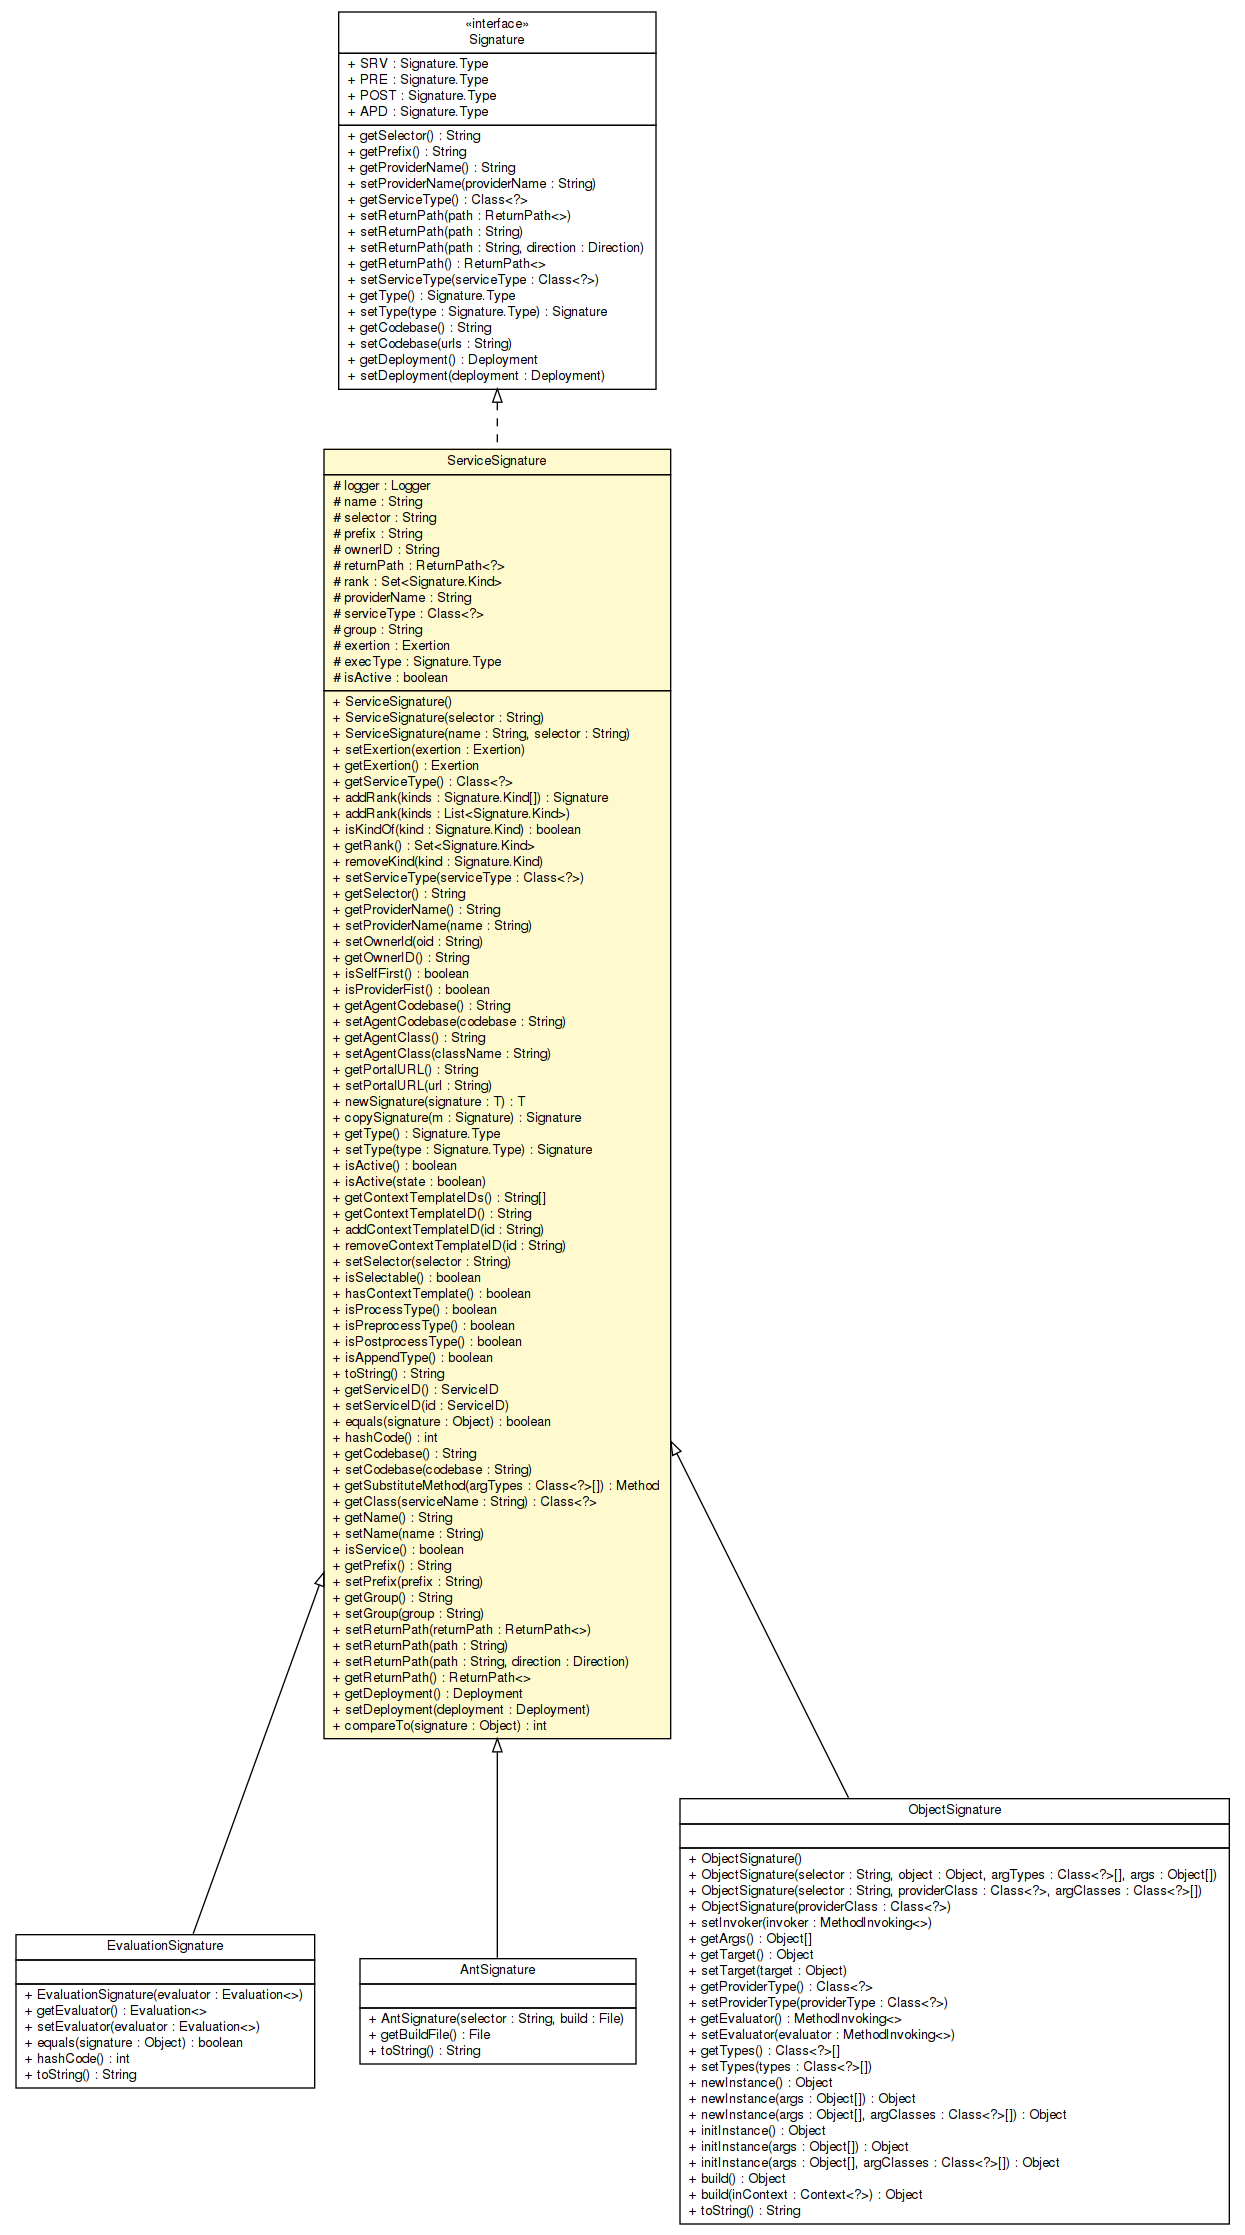 «interface»
Signature
+ SRV : Signature.Type
+ PRE : Signature.Type
+ POST : Signature.Type
+ APD : Signature.Type
+ getSelector() : String
+ getPrefix() : String
+ getProviderName() : String
+ setProviderName(providerName : String)
+ getServiceType() : Class<?>
+ setReturnPath(path : ReturnPath<>)
+ setReturnPath(path : String)
+ setReturnPath(path : String, direction : Direction)
+ getReturnPath() : ReturnPath<>
+ setServiceType(serviceType : Class<?>)
+ getType() : Signature.Type
+ setType(type : Signature.Type) : Signature
+ getCodebase() : String
+ setCodebase(urls : String)
+ getDeployment() : Deployment
+ setDeployment(deployment : Deployment)
ServiceSignature
# logger : Logger
# name : String
# selector : String
# prefix : String
# ownerID : String
# returnPath : ReturnPath<?>
# rank : Set<Signature.Kind>
# providerName : String
# serviceType : Class<?>
# group : String
# exertion : Exertion
# execType : Signature.Type
# isActive : boolean
+ ServiceSignature()
+ ServiceSignature(selector : String)
+ ServiceSignature(name : String, selector : String)
+ setExertion(exertion : Exertion)
+ getExertion() : Exertion
+ getServiceType() : Class<?>
+ addRank(kinds : Signature.Kind[]) : Signature
+ addRank(kinds : List<Signature.Kind>)
+ isKindOf(kind : Signature.Kind) : boolean
+ getRank() : Set<Signature.Kind>
+ removeKind(kind : Signature.Kind)
+ setServiceType(serviceType : Class<?>)
+ getSelector() : String
+ getProviderName() : String
+ setProviderName(name : String)
+ setOwnerId(oid : String)
+ getOwnerID() : String
+ isSelfFirst() : boolean
+ isProviderFist() : boolean
+ getAgentCodebase() : String
+ setAgentCodebase(codebase : String)
+ getAgentClass() : String
+ setAgentClass(className : String)
+ getPortalURL() : String
+ setPortalURL(url : String)
+ newSignature(signature : T) : T
+ copySignature(m : Signature) : Signature
+ getType() : Signature.Type
+ setType(type : Signature.Type) : Signature
+ isActive() : boolean
+ isActive(state : boolean)
+ getContextTemplateIDs() : String[]
+ getContextTemplateID() : String
+ addContextTemplateID(id : String)
+ removeContextTemplateID(id : String)
+ setSelector(selector : String)
+ isSelectable() : boolean
+ hasContextTemplate() : boolean
+ isProcessType() : boolean
+ isPreprocessType() : boolean
+ isPostprocessType() : boolean
+ isAppendType() : boolean
+ toString() : String
+ getServiceID() : ServiceID
+ setServiceID(id : ServiceID)
+ equals(signature : Object) : boolean
+ hashCode() : int
+ getCodebase() : String
+ setCodebase(codebase : String)
+ getSubstituteMethod(argTypes : Class<?>[]) : Method
+ getClass(serviceName : String) : Class<?>
+ getName() : String
+ setName(name : String)
+ isService() : boolean
+ getPrefix() : String
+ setPrefix(prefix : String)
+ getGroup() : String
+ setGroup(group : String)
+ setReturnPath(returnPath : ReturnPath<>)
+ setReturnPath(path : String)
+ setReturnPath(path : String, direction : Direction)
+ getReturnPath() : ReturnPath<>
+ getDeployment() : Deployment
+ setDeployment(deployment : Deployment)
+ compareTo(signature : Object) : int
EvaluationSignature
+ EvaluationSignature(evaluator : Evaluation<>)
+ getEvaluator() : Evaluation<>
+ setEvaluator(evaluator : Evaluation<>)
+ equals(signature : Object) : boolean
+ hashCode() : int
+ toString() : String
AntSignature
+ AntSignature(selector : String, build : File)
+ getBuildFile() : File
+ toString() : String
ObjectSignature
+ ObjectSignature()
+ ObjectSignature(selector : String, object : Object, argTypes : Class<?>[], args : Object[])
+ ObjectSignature(selector : String, providerClass : Class<?>, argClasses : Class<?>[])
+ ObjectSignature(providerClass : Class<?>)
+ setInvoker(invoker : MethodInvoking<>)
+ getArgs() : Object[]
+ getTarget() : Object
+ setTarget(target : Object)
+ getProviderType() : Class<?>
+ setProviderType(providerType : Class<?>)
+ getEvaluator() : MethodInvoking<>
+ setEvaluator(evaluator : MethodInvoking<>)
+ getTypes() : Class<?>[]
+ setTypes(types : Class<?>[])
+ newInstance() : Object
+ newInstance(args : Object[]) : Object
+ newInstance(args : Object[], argClasses : Class<?>[]) : Object
+ initInstance() : Object
+ initInstance(args : Object[]) : Object
+ initInstance(args : Object[], argClasses : Class<?>[]) : Object
+ build() : Object
+ build(inContext : Context<?>) : Object
+ toString() : String